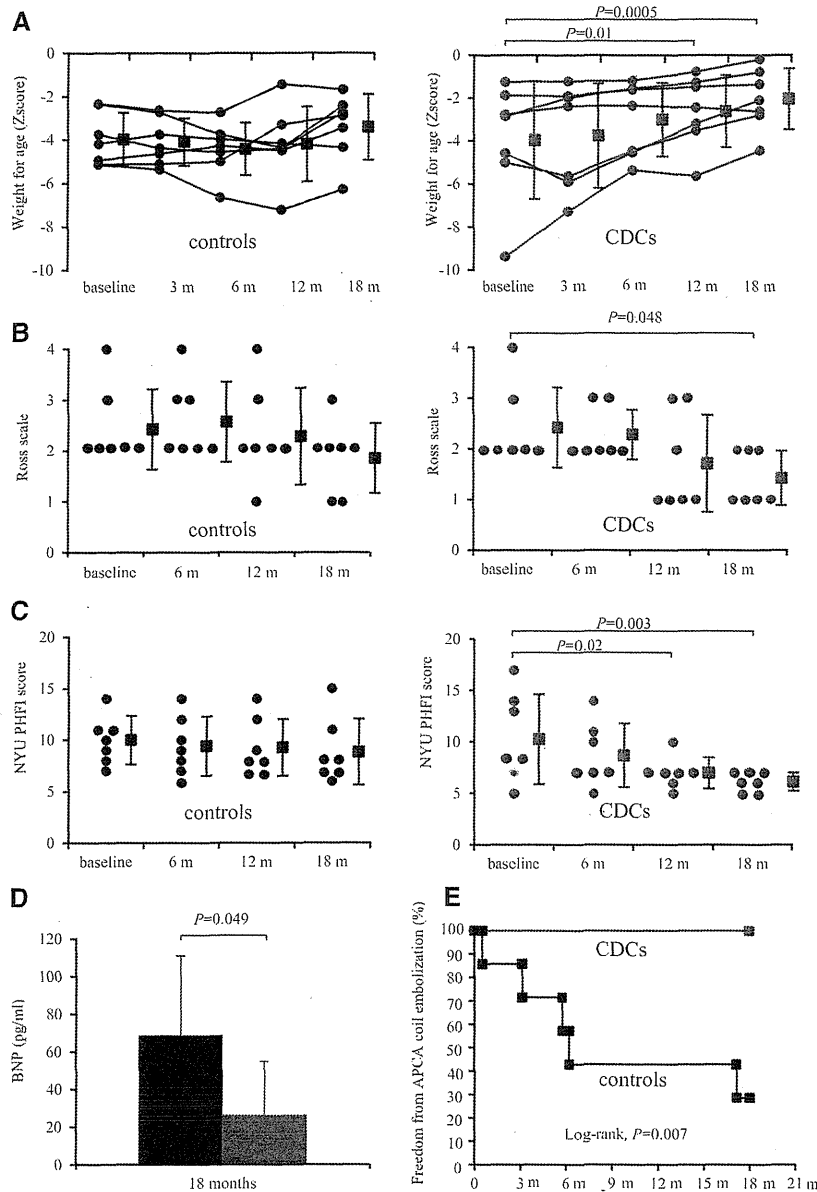 A
P=0.0005
P=0.01
Weight for age (Zscore)
0
-2
-4
-6
-8
-10
controls
baseline 3 m 6 m 12 m 18 m
Weight for age (Zscore)
0
-2
-4
-6
-8
-10
CDCs
baseline 3 m 6 m 12 m 18 m
B
Ross scale
4
3
2
1
0
controls
baseline 6 m 12 m 18 m
P=0.048
Ross scale
4
3
2
1
0
CDCs
baseline 6 m 12 m 18 m
C
NYU PHFI score
20
15
10
5
0
controls
baseline 6 m 12 m 18 m
P=0.003
P=0.02
NYU PHFI score
20
15
10
5
0
CDCs
baseline 6 m 12 m 18 m
D
P=0.049
BNP (pg/ml)
120
100
80
60
40
20
0
18 months
E
Freedom from APCA coil embolization (%)
100
90
80
70
60
50
40
30
20
10
0
CDCs
controls
Log-rank, P=0.007
0 3 m 6 m 9 m 12 m 15 m 18 m 21 m